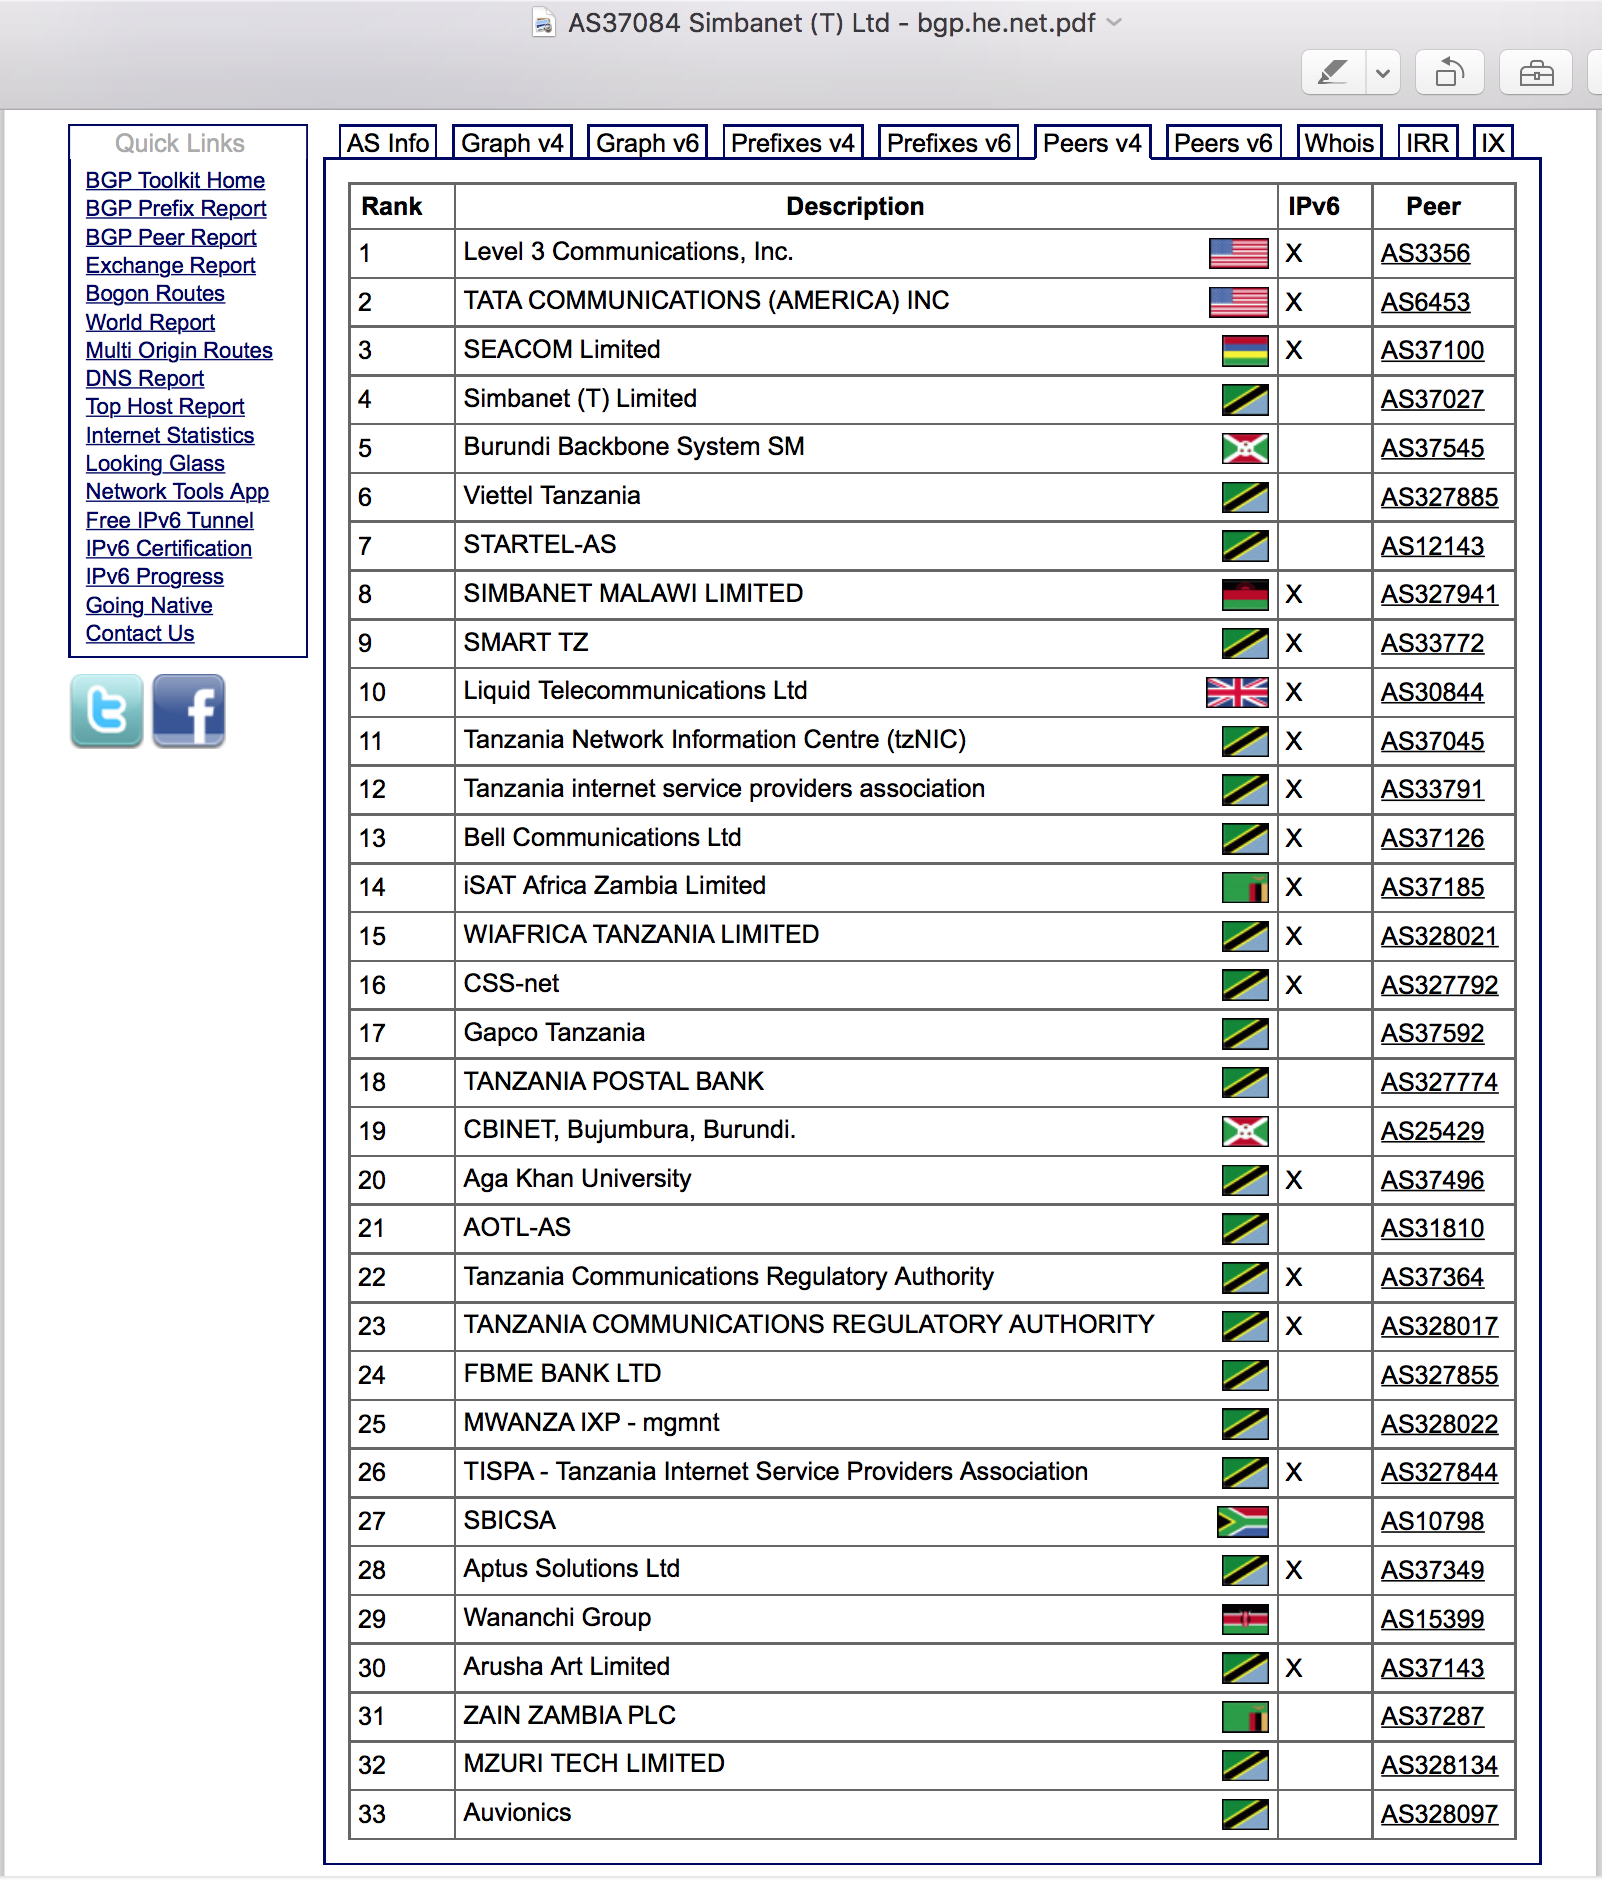 AS37084 Simbanet (T) Ltd - bgp.he.net.pdf
Quick Links
BGP Toolkit Home
BGP Prefix Report
BGP Peer Report
Exchange Report
Bogon Routes
World Report
Multi Origin Routes
DNS Report
Top Host Report
Internet Statistics
Looking Glass
Network Tools App
Free IPv6 Tunnel
IPv6 Certification
IPv6 Progress
Going Native
Contact Us
AS Info Graph v4 Graph v6 Prefixes v4 Prefixes v6 Peers v4 Peers v6 Whois IRR IX
Rank Description IPv6 Peer
1 Level 3 Communications, Inc. X AS3356
2 TATA COMMUNICATIONS (AMERICA) INC X AS6453
3 SEACOM Limited X AS37100
4 Simbanet (T) Limited AS37027
5 Burundi Backbone System SM AS37545
6 Viettel Tanzania AS327885
7 STARTEL-AS AS12143
8 SIMBANET MALAWI LIMITED X AS327941
9 SMART TZ X AS33772
10 Liquid Telecommunications Ltd X AS30844
11 Tanzania Network Information Centre (tzNIC) X AS37045
12 Tanzania internet service providers association X AS33791
13 Bell Communications Ltd X AS37126
14 iSAT Africa Zambia Limited X AS37185
15 WIAFRICA TANZANIA LIMITED X AS328021
16 CSS-net X AS327792
17 Gapco Tanzania AS37592
18 TANZANIA POSTAL BANK AS327774
19 CBINET, Bujumbura, Burundi. AS25429
20 Aga Khan University X AS37496
21 AOTL-AS AS31810
22 Tanzania Communications Regulatory Authority X AS37364
23 TANZANIA COMMUNICATIONS REGULATORY AUTHORITY X AS328017
24 FBME BANK LTD AS327855
25 MWANZA IXP - mgmnt AS328022
26 TISPA - Tanzania Internet Service Providers Association X AS327844
27 SBICSA AS10798
28 Aptus Solutions Ltd X AS37349
29 Wananchi Group AS15399
30 Arusha Art Limited X AS37143
31 ZAIN ZAMBIA PLC AS37287
32 MZURI TECH LIMITED AS328134
33 Auvionics AS328097